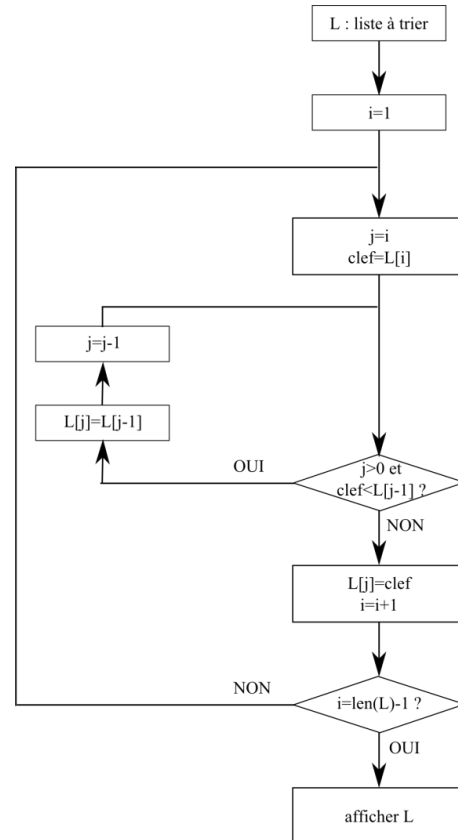 L : liste à trier
i=1
j=i
clef=L[i]
j=j-1
L[j]=L[j-1]
OUI
j>0 et
clef<L[j-1] ?
NON
L[j]=clef
i=i+1
NON
i=len(L)-1 ?
OUI
afficher L